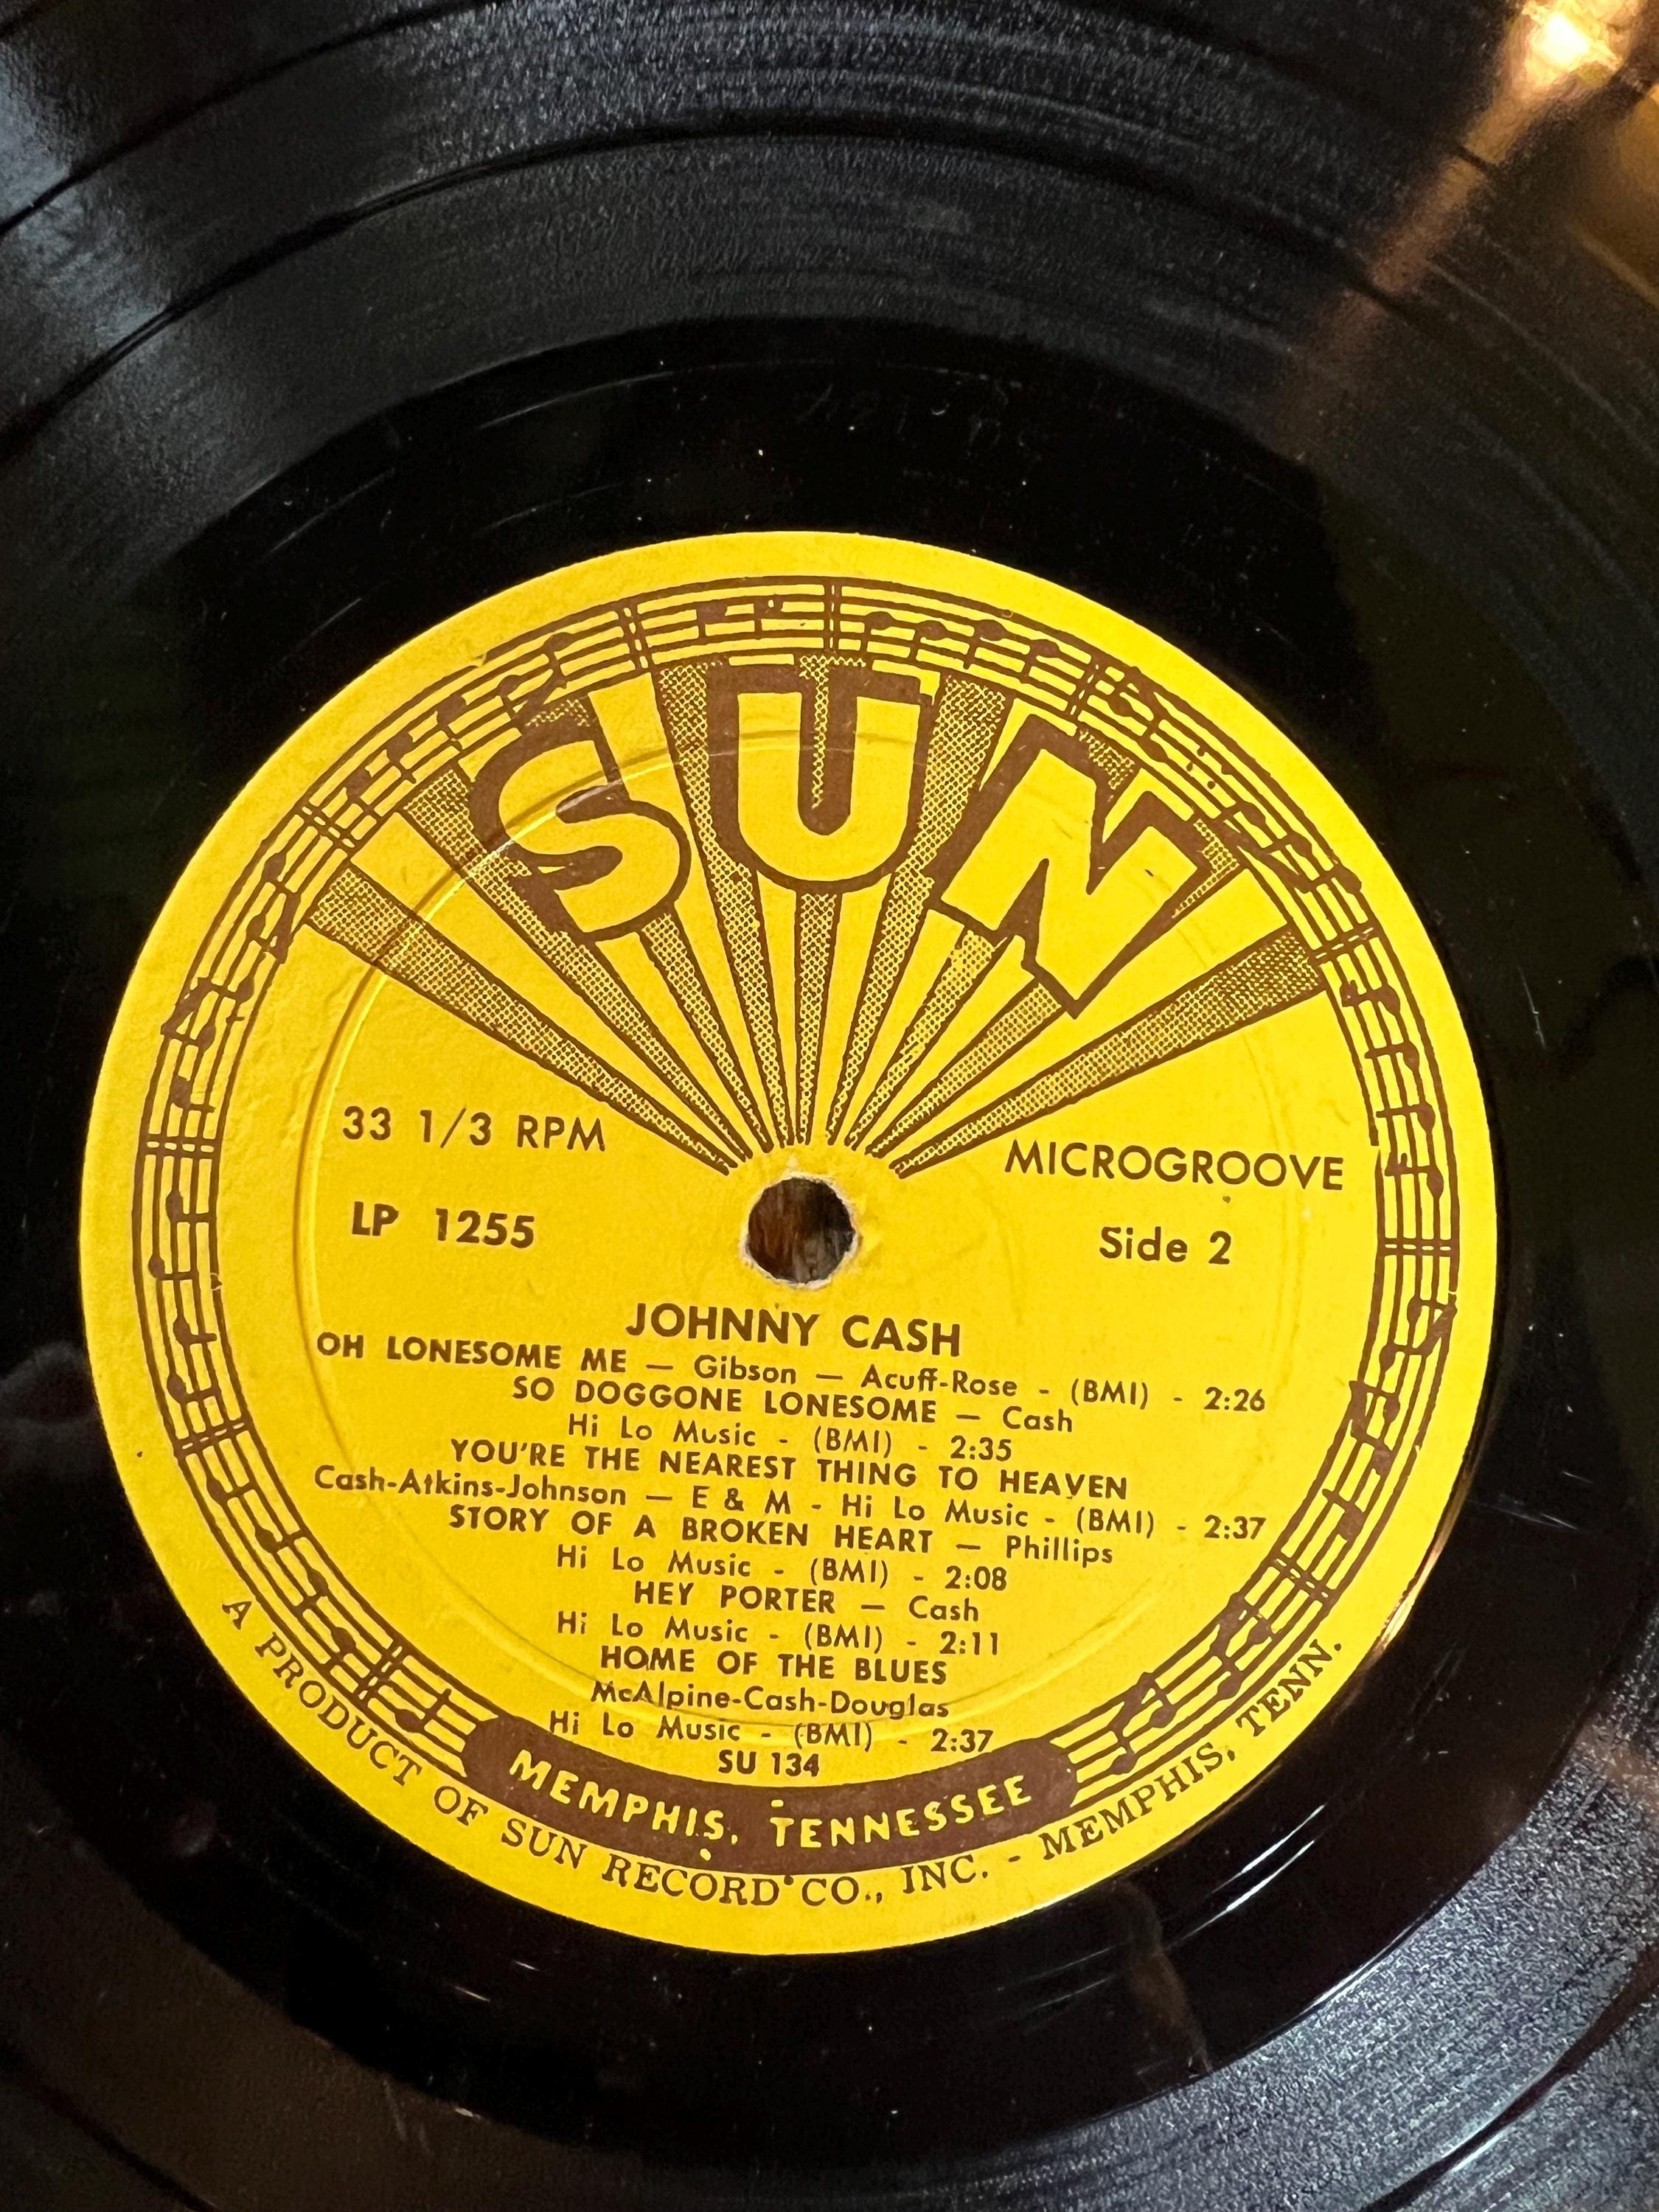 SUN
33 1/3 RPM
MICROGROOVE
LP 1255
Side 2
JOHNNY CASH
OH LONESOME ME — Gibson — Acuff-Rose - (BMI) - 2:26
SO DOGGONE LONESOME — Cash
Hi Lo Music - (BMI) - 2:35
YOU'RE THE NEAREST THING TO HEAVEN
Cash-Atkins-Johnson — E & M - Hi Lo Music - (BMI) - 2:37
STORY OF A BROKEN HEART — Phillips
Hi Lo Music - (BMI) - 2:08
HEY PORTER — Cash
Hi Lo Music - (BMI) - 2:11
HOME OF THE BLUES
McAlpine-Cash-Douglas
Hi Lo Music - (BMI) - 2:37
SU 134
MEMPHIS, TENNESSEE
A PRODUCT OF SUN RECORD CO., INC. - MEMPHIS, TENN.